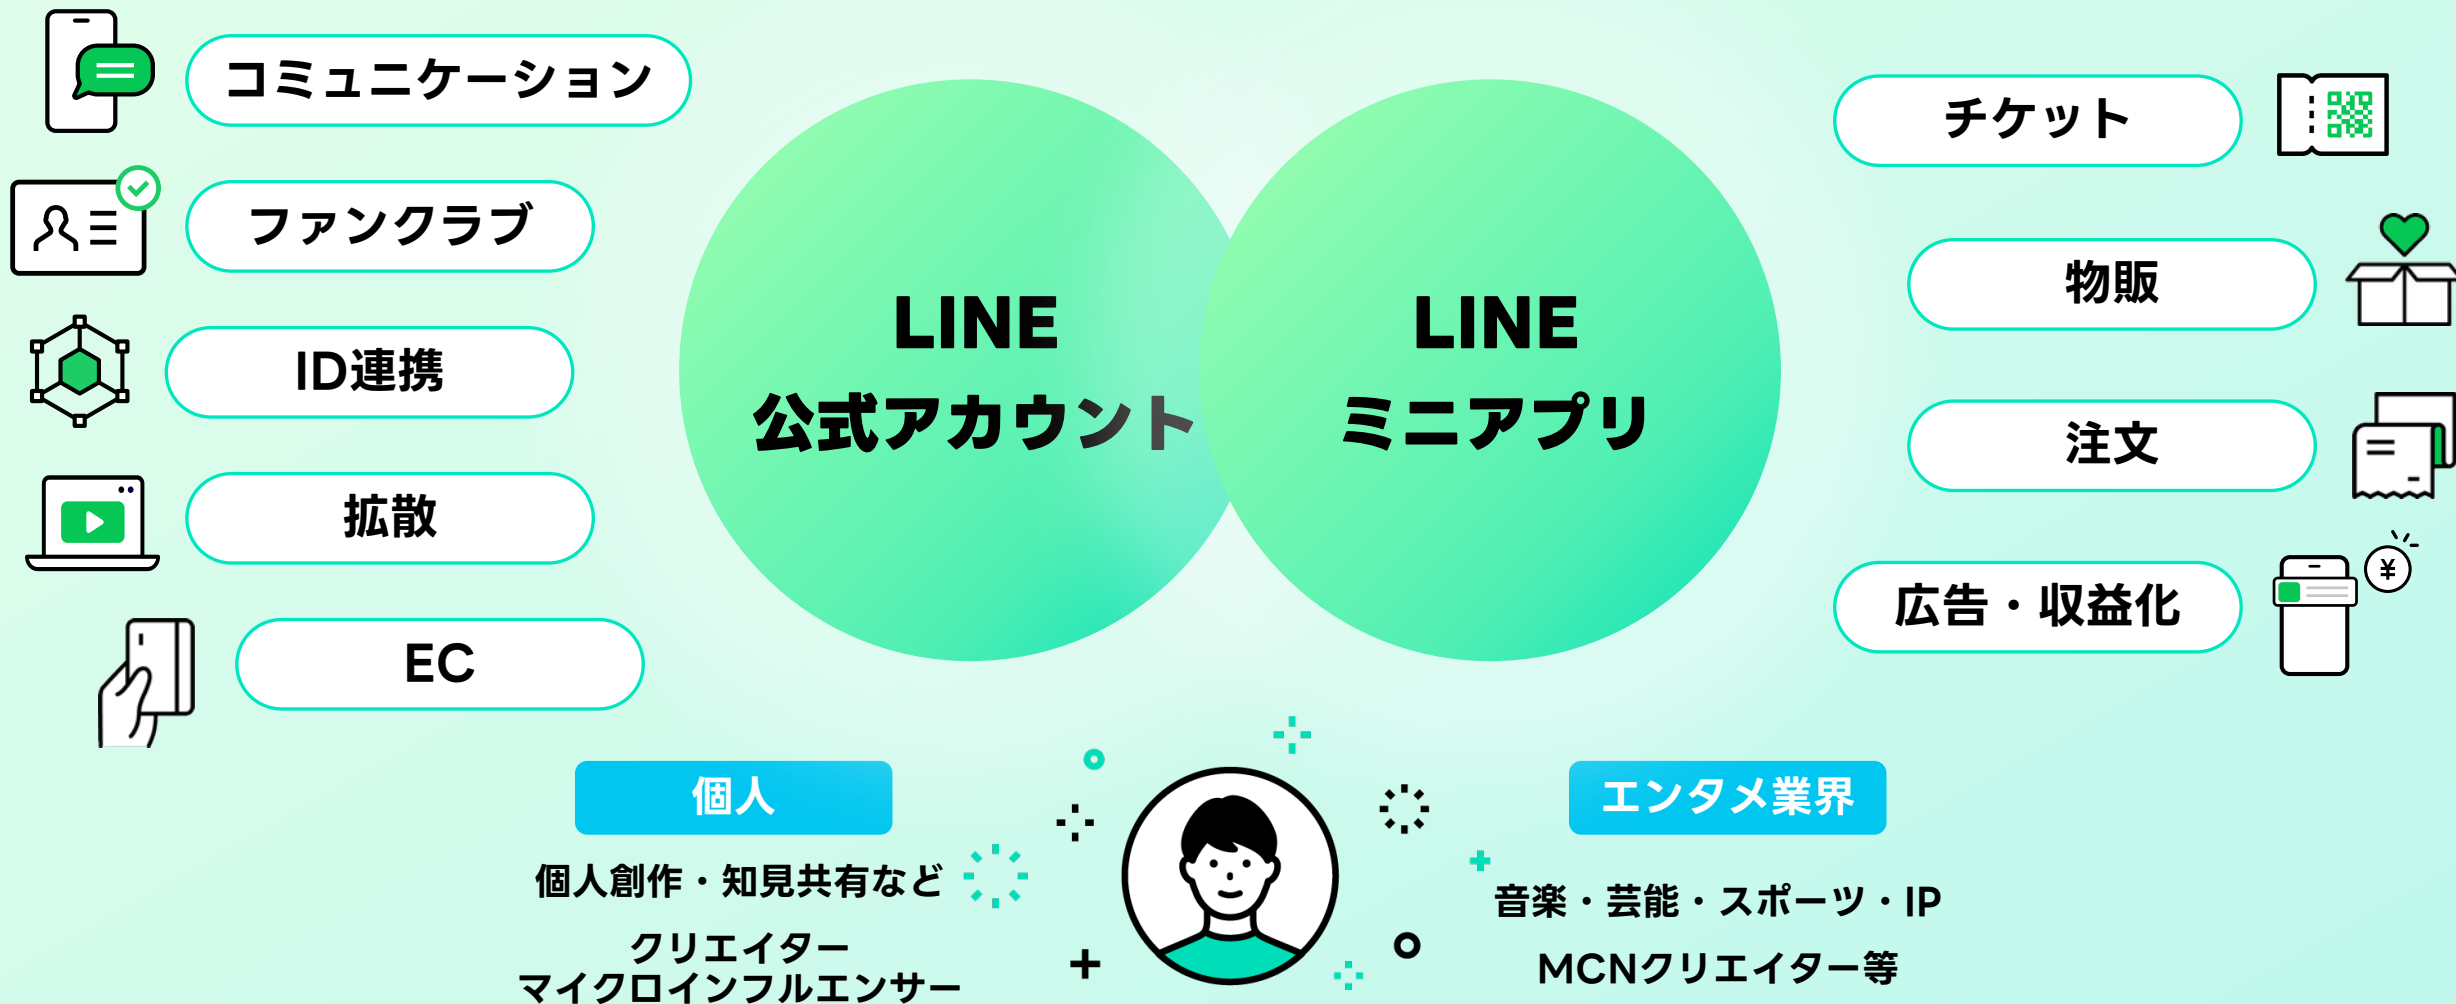 コミュニケーション
ファンクラブ
ID連携
拡散
EC
LINE
公式アカウント
LINE
ミニアプリ
チケット
物販
注文
広告・収益化
¥
個人
個人創作・知見共有など
クリエイター
マイクロインフルエンサー
エンタメ業界
音楽・芸能・スポーツ・IP
MCNクリエイター等